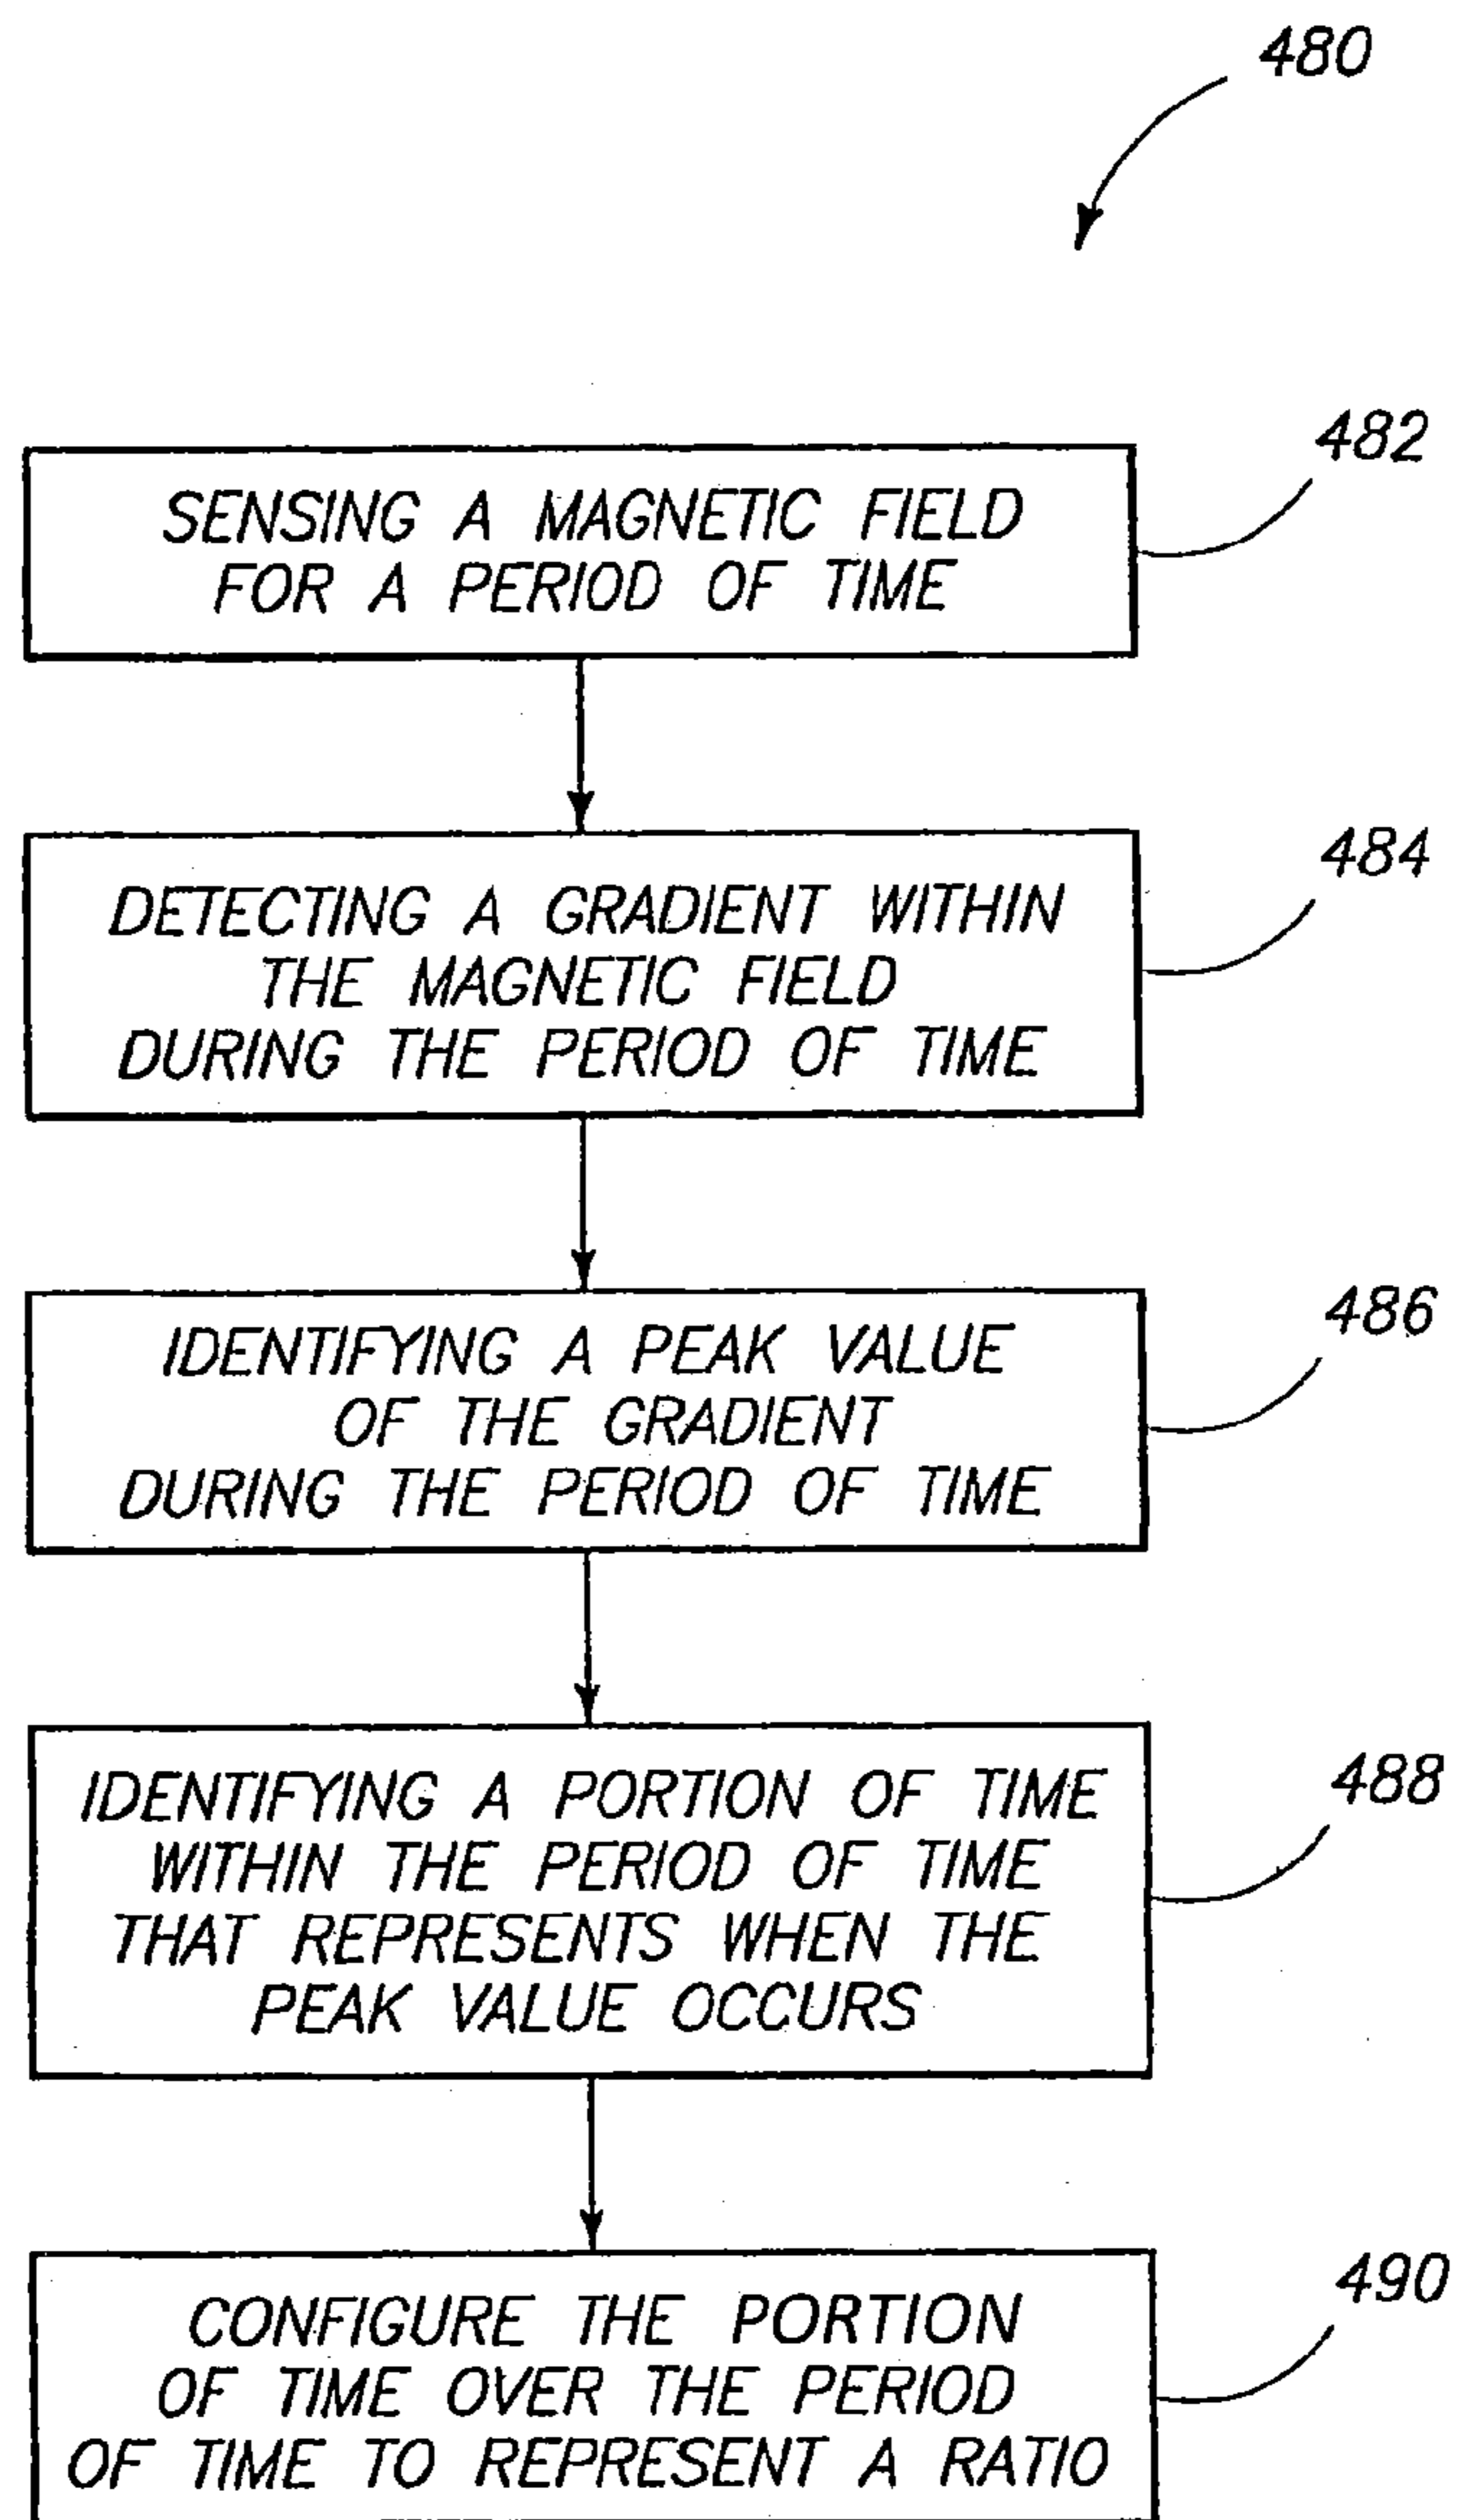 480
482
SENSING A MAGNETIC FIELD
FOR A PERIOD OF TIME
484
DETECTING A GRADIENT WITHIN
THE MAGNETIC FIELD
DURING THE PERIOD OF TIME
486
IDENTIFYING A PEAK VALUE
OF THE GRADIENT
DURING THE PERIOD OF TIME
488
IDENTIFYING A PORTION OF TIME
WITHIN THE PERIOD OF TIME
THAT REPRESENTS WHEN THE
PEAK VALUE OCCURS
490
CONFIGURE THE PORTION
OF TIME OVER THE PERIOD
OF TIME TO REPRESENT A RATIO